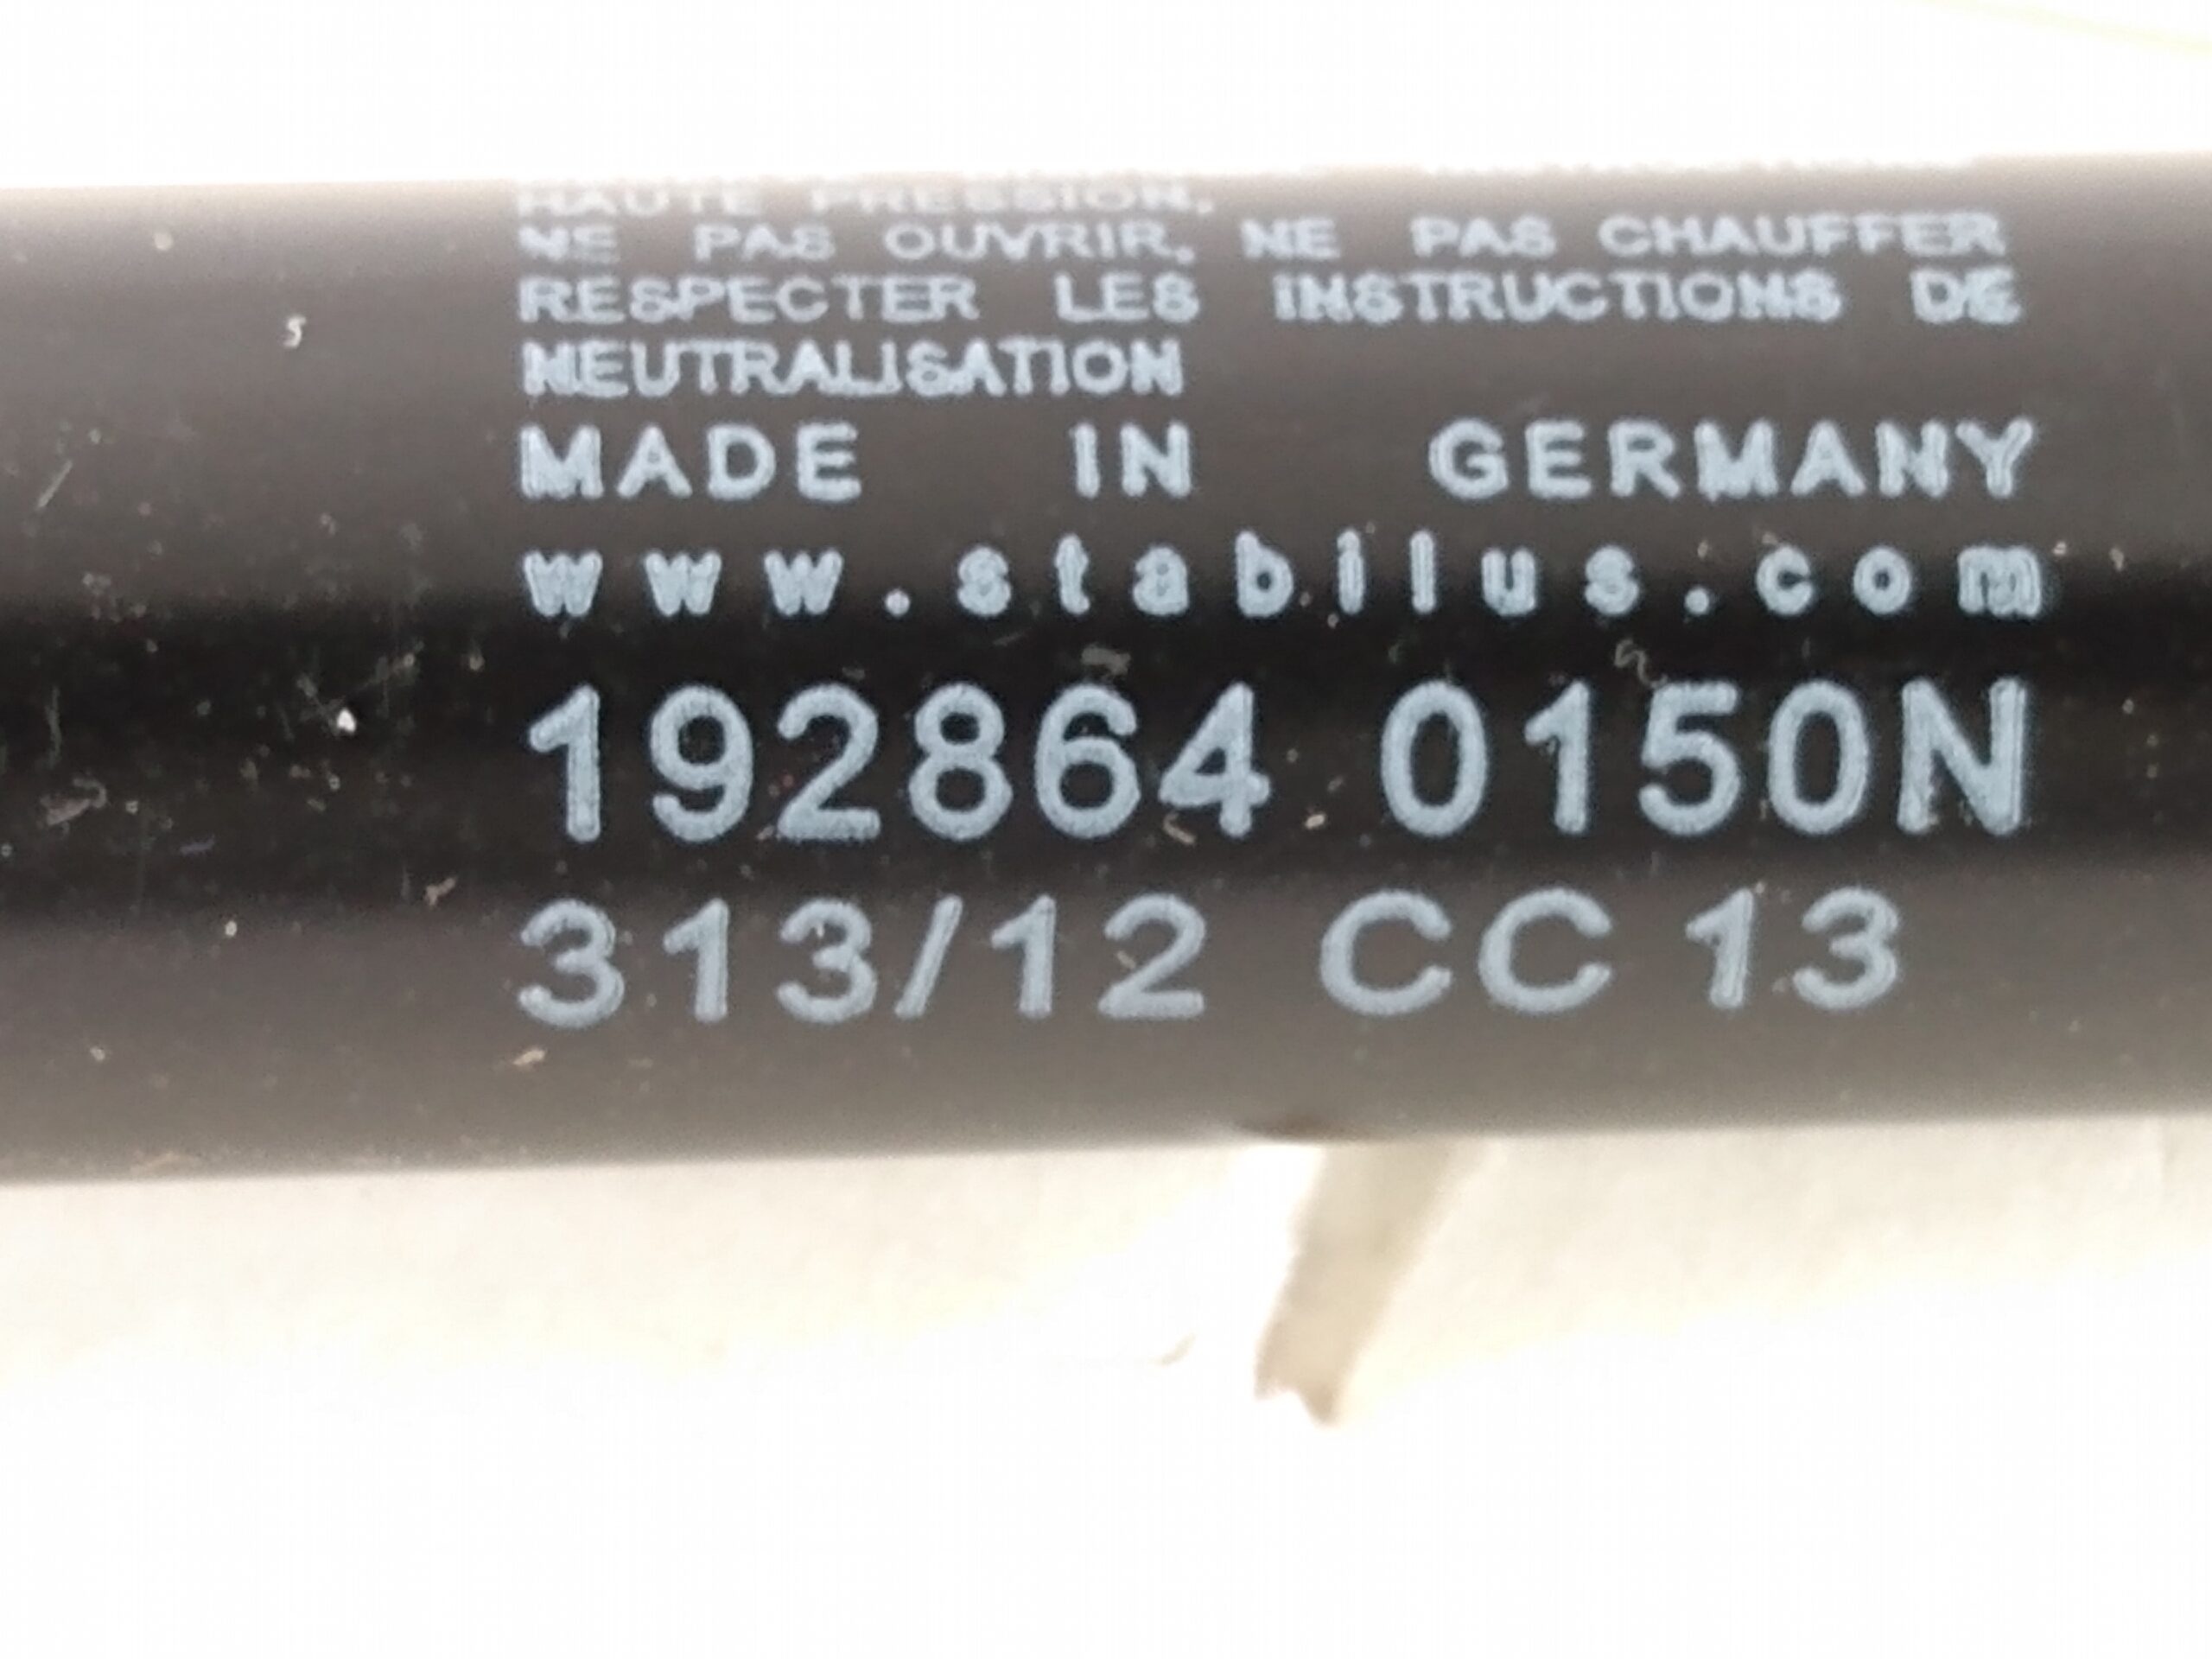 HAUTE PRESSION,
NE PAS OUVRIR, NE PAS CHAUFFER
RESPECTER LES INSTRUCTIONS DE
NEUTRALISATION
MADE IN GERMANY
www.stabilus.com
192864 0150N
313/12 CC 13